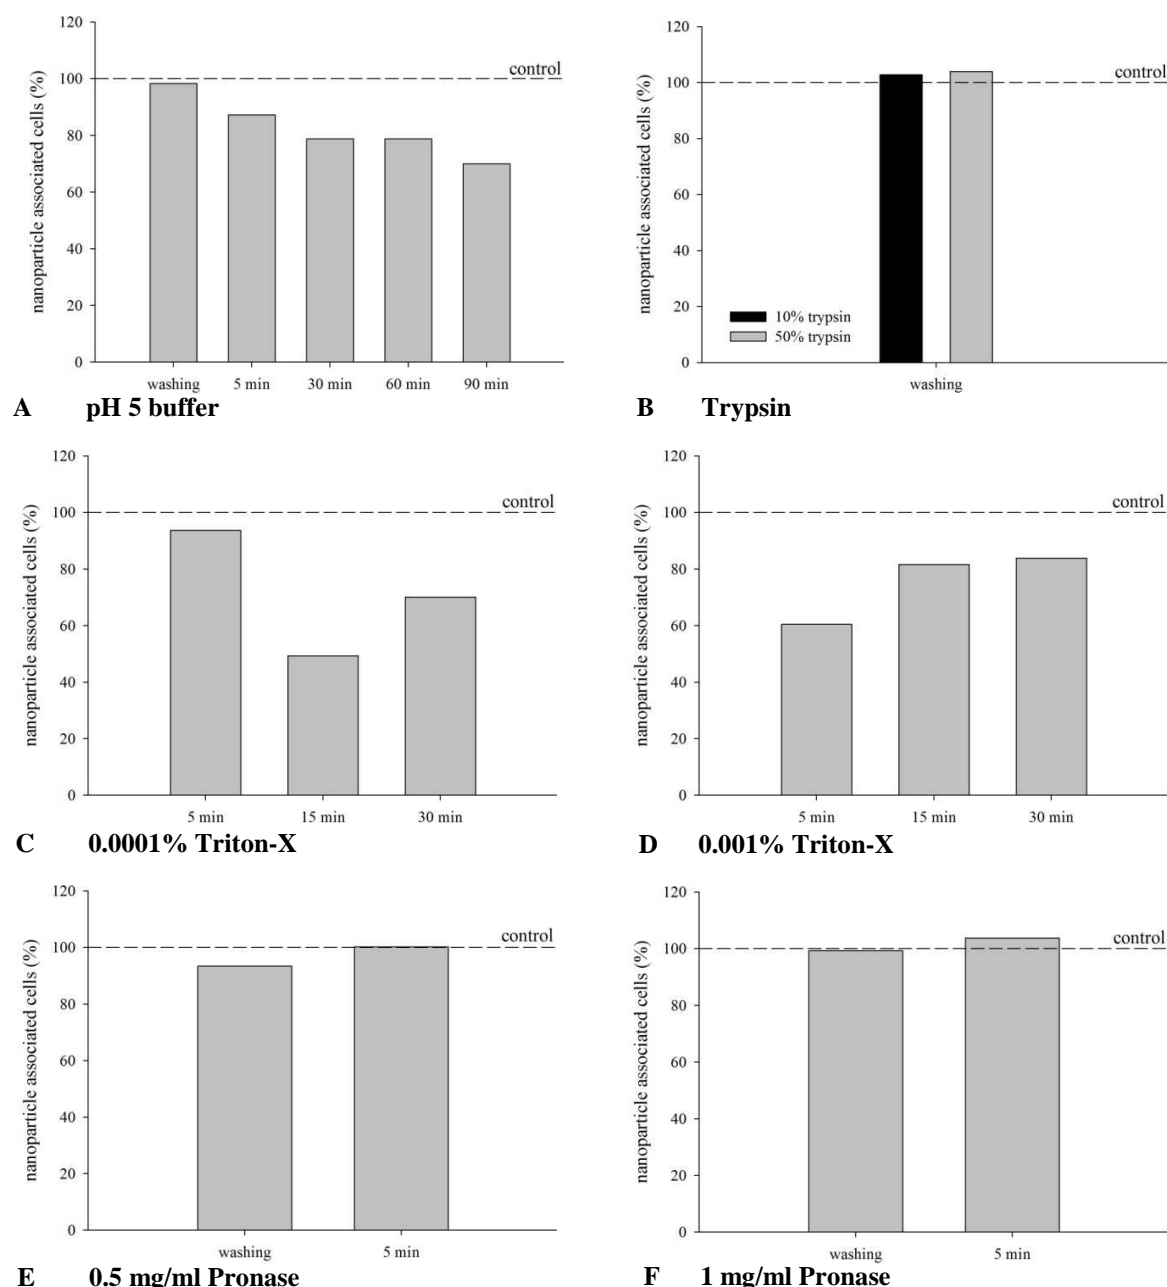 nanoparticle associated cells (%)
120
100
80
60
40
20
0
control
washing
5 min
30 min
60 min
90 min
A pH 5 buffer
nanoparticle associated cells (%)
120
100
80
60
40
20
0
control
10% trypsin
50% trypsin
washing
B Trypsin
nanoparticle associated cells (%)
120
100
80
60
40
20
0
control
5 min
15 min
30 min
C 0.0001% Triton-X
nanoparticle associated cells (%)
120
100
80
60
40
20
0
control
5 min
15 min
30 min
D 0.001% Triton-X
nanoparticle associated cells (%)
120
100
80
60
40
20
0
control
washing
5 min
E 0.5 mg/ml Pronase
nanoparticle associated cells (%)
120
100
80
60
40
20
0
control
washing
5 min
F 1 mg/ml Pronase